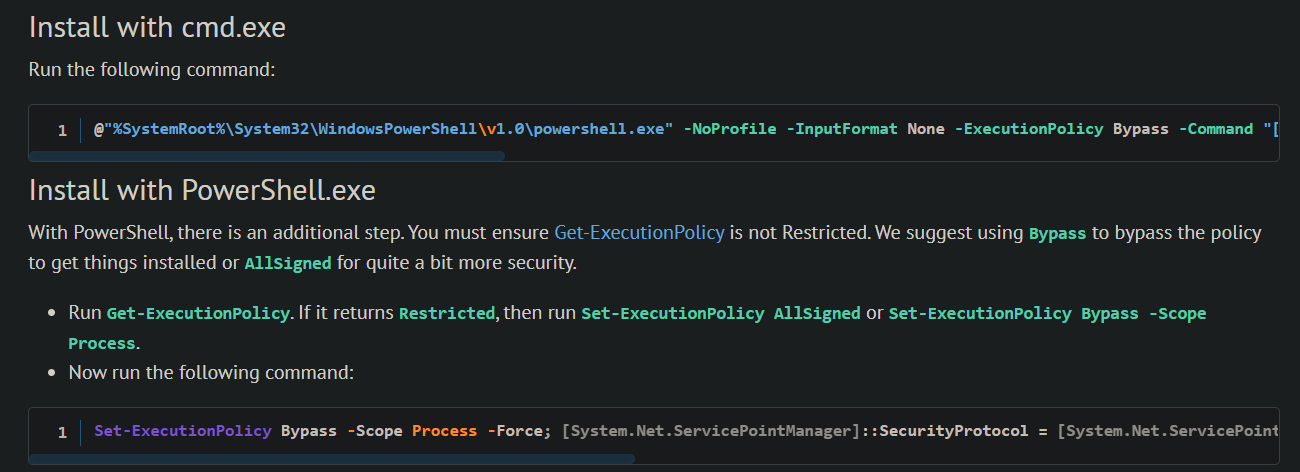 Install with cmd.exe
Run the following command:
1 @"%SystemRoot%\System32\WindowsPowerShell\v1.0\powershell.exe" -NoProfile -InputFormat None -ExecutionPolicy Bypass -Command "[
Install with PowerShell.exe
With PowerShell, there is an additional step. You must ensure Get-ExecutionPolicy is not Restricted. We suggest using Bypass to bypass the policy
to get things installed or AllSigned for quite a bit more security.
• Run Get-ExecutionPolicy. If it returns Restricted, then run Set-ExecutionPolicy AllSigned or Set-ExecutionPolicy Bypass -Scope
Process.
• Now run the following command:
1 Set-ExecutionPolicy Bypass -Scope Process -Force; [System.Net.ServicePointManager]::SecurityProtocol = [System.Net.ServicePoint